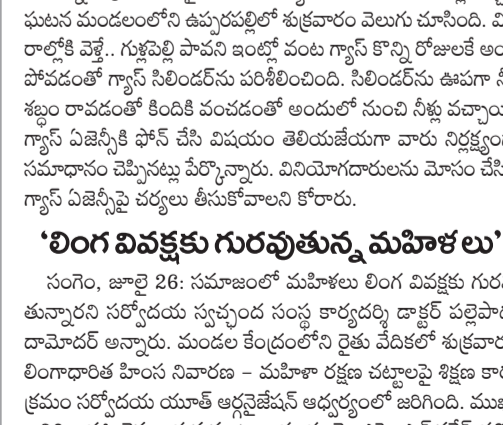 ఘటన మండలంలోని ఉప్పరపల్లిలో శుక్రవారం వెలుగు చూసింది.
రాల్లోకి వెళ్తే.. గుళ్లపెల్లి పావని ఇంట్లో వంట గ్యాస్ కొన్ని రోజులకే
పోవడంతో గ్యాస్ సిలిండర్‌ను పరిశీలించింది. సిలిండర్‌ను ఊపగా
శబ్దం రావడంతో కిందికి వంచడంతో అందులో నుంచి నీళ్లు వచ్చాయ
గ్యాస్ ఏజెన్సీకి ఫోన్ చేసి విషయం తెలియజేయగా వారు నిర్లక్ష్యం
సమాధానం చెప్పినట్లు పేర్కొన్నారు. వినియోగదారులను మోసం చేసి
గ్యాస్ ఏజెన్సీపై చర్యలు తీసుకోవాలని కోరారు.
‘లింగ వివక్షకు గురవుతున్న మహిళలు’
సంగెం, జూలై 26: సమాజంలో మహిళలు లింగ వివక్షకు గుర
తున్నారని సర్వోదయ స్వచ్ఛంద సంస్థ కార్యదర్శి డాక్టర్ పల్లెపా
దామోదర్ అన్నారు. మండల కేంద్రంలోని రైతు వేదికలో శుక్రవార
లింగాధారిత హింస నివారణ – మహిళా రక్షణ చట్టాలపై శిక్షణ కా
క్రమం సర్వోదయ యూత్ ఆర్గనైజేషన్ ఆధ్వర్యంలో జరిగింది. ముఖ